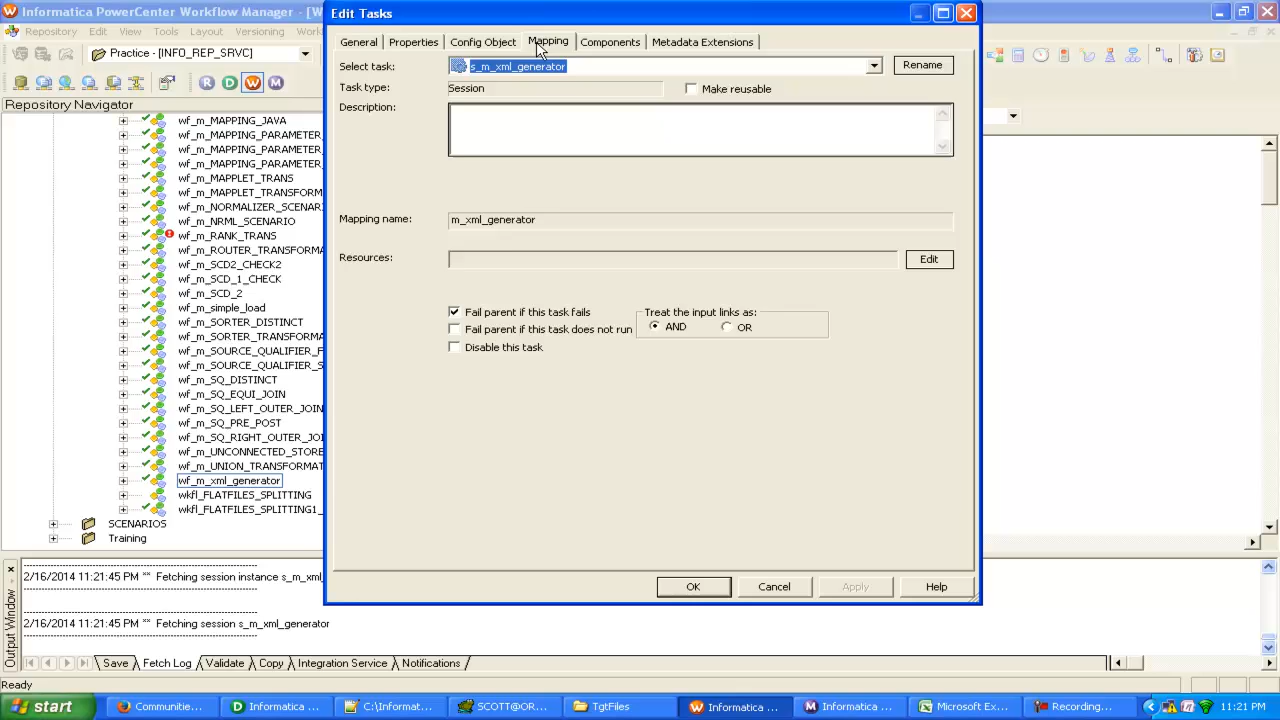 Informatica PowerCenter Workflow Manager - [W
Edit Tasks
Repository Edit View Tools Layout Versioning
Practice - [INFO_REP_SRVC]
General Properties Config Object Mapping Components Metadata Extensions
Select task: s_m_xml_generator Rename
Task type: Session Make reusable
Description:
Mapping name: m_xml_generator
Resources: Edit
Fail parent if this task fails
Fail parent if this task does not run
Disable this task
Treat the input links as:
AND OR
OK Cancel Apply Help
R D W M
Repository Navigator
wf_m_MAPPING_JAVA
wf_m_MAPPING_PARAMETER_
wf_m_MAPPING_PARAMETER_
wf_m_MAPPING_PARAMETER_
wf_m_MAPPLET_TRANS
wf_m_MAPPLET_TRANSFORM
wf_m_NORMALIZER_SCENARI
wf_m_NRML_SCENARIO
wf_m_RANK_TRANS
wf_m_ROUTER_TRANSFORMA
wf_m_SCD2_CHECK2
wf_m_SCD_1_CHECK
wf_m_SCD_2
wf_m_simple_load
wf_m_SORTER_DISTINCT
wf_m_SORTER_TRANSFORMA
wf_m_SOURCE_QUALIFIER_F
wf_m_SOURCE_QUALIFIER_
wf_m_SQ_DISTINCT
wf_m_SQ_EQUI_JOIN
wf_m_SQ_LEFT_OUTER_JOIN
wf_m_SQ_PRE_POST
wf_m_SQ_RIGHT_OUTER_JOI
wf_m_UNCONNECTED_STORE
wf_m_UNION_TRANSFORMAT
wf_m_xml_generator
wkfl_FLATFILES_SPLITTING
wkfl_FLATFILES_SPLITTING1_
SCENARIOS
Training
Output Window
2/16/2014 11:21:45 PM ** Fetching session instance s_m_xml_
2/16/2014 11:21:45 PM ** Fetching session s_m_xml_generator
Save Fetch Log Validate Copy Integration Service Notifications
Ready
start Communitie... Informatica ... C:\Informat... SCOTT@OR... TgtFiles Informatica ... Informatica ... Microsoft Ex... Recording... 11:21 PM